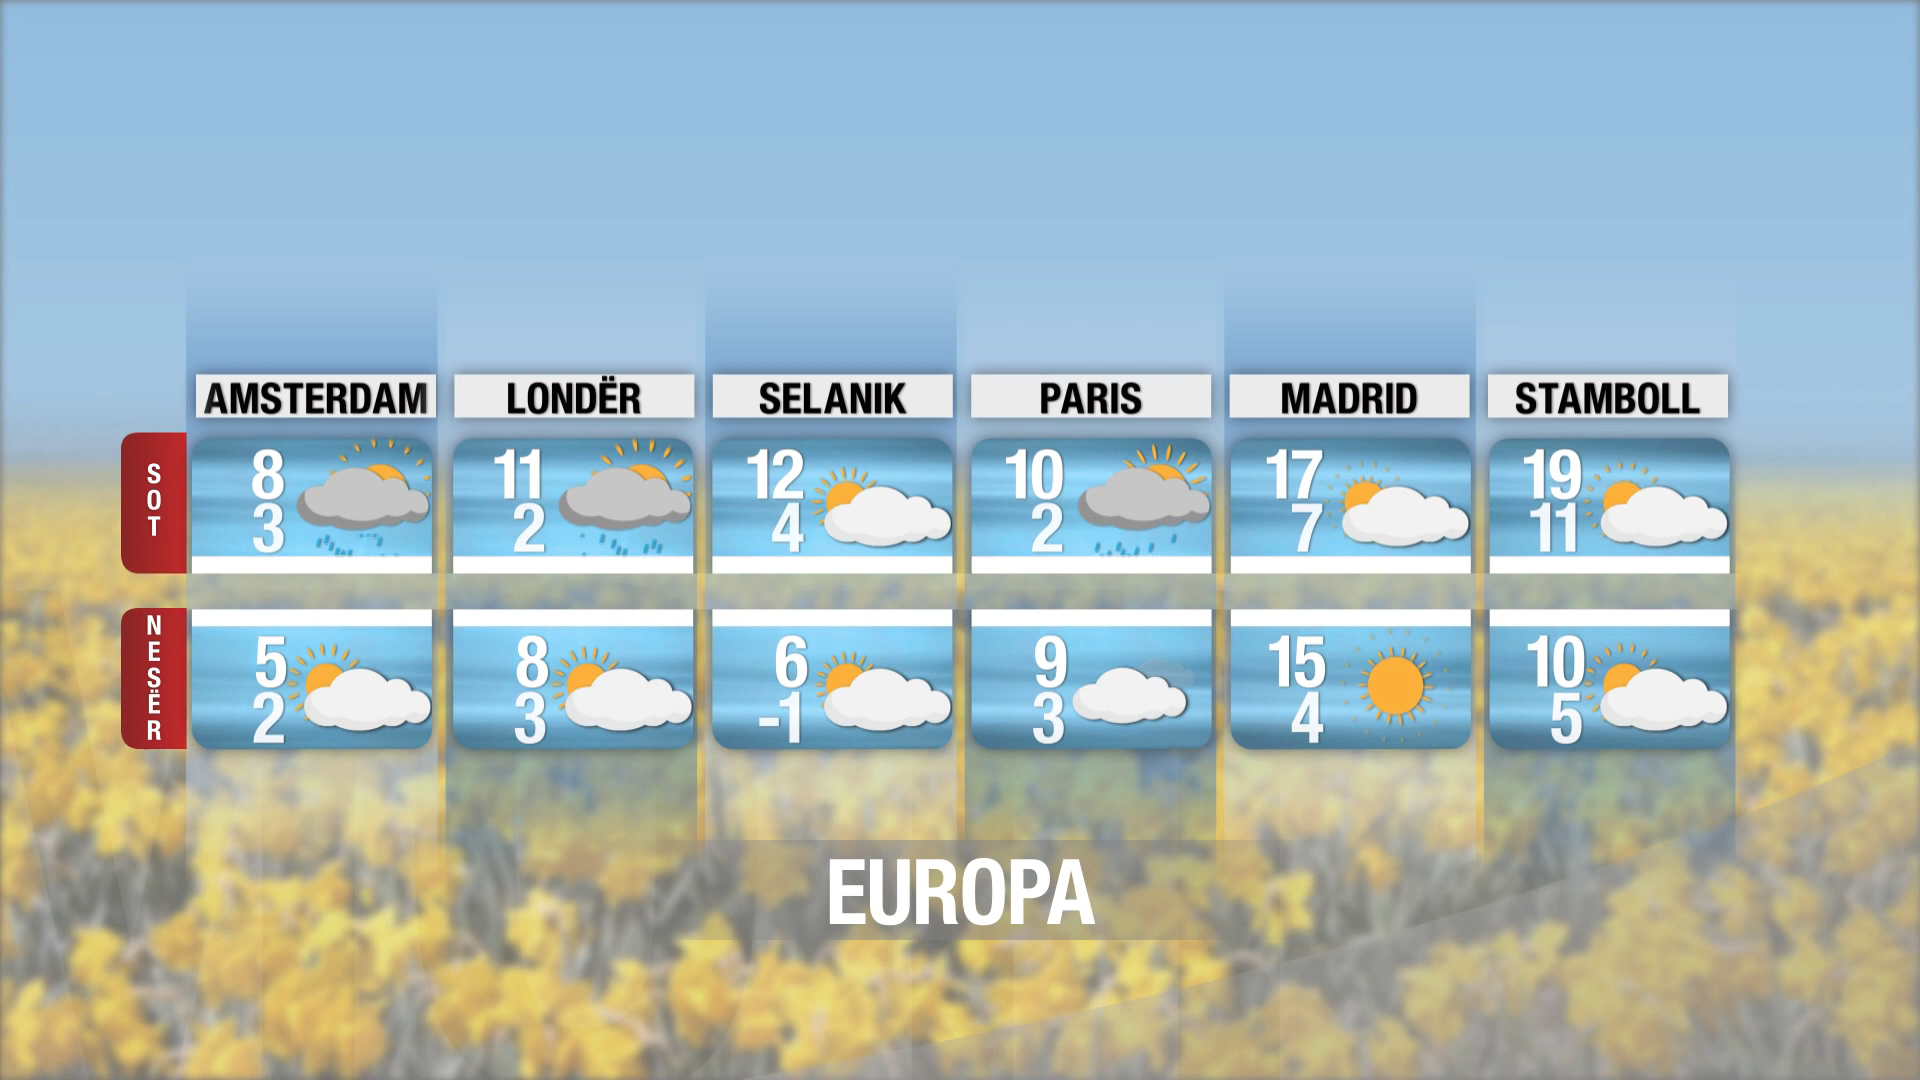 AMSTERDAM LONDËR SELANIK PARIS MADRID STAMBOLL
SOT
8 11 12 10 17 19
3 2 4 2 7 11
NESËR
5 8 6 9 15 10
2 3 -1 3 4 5
EUROPA